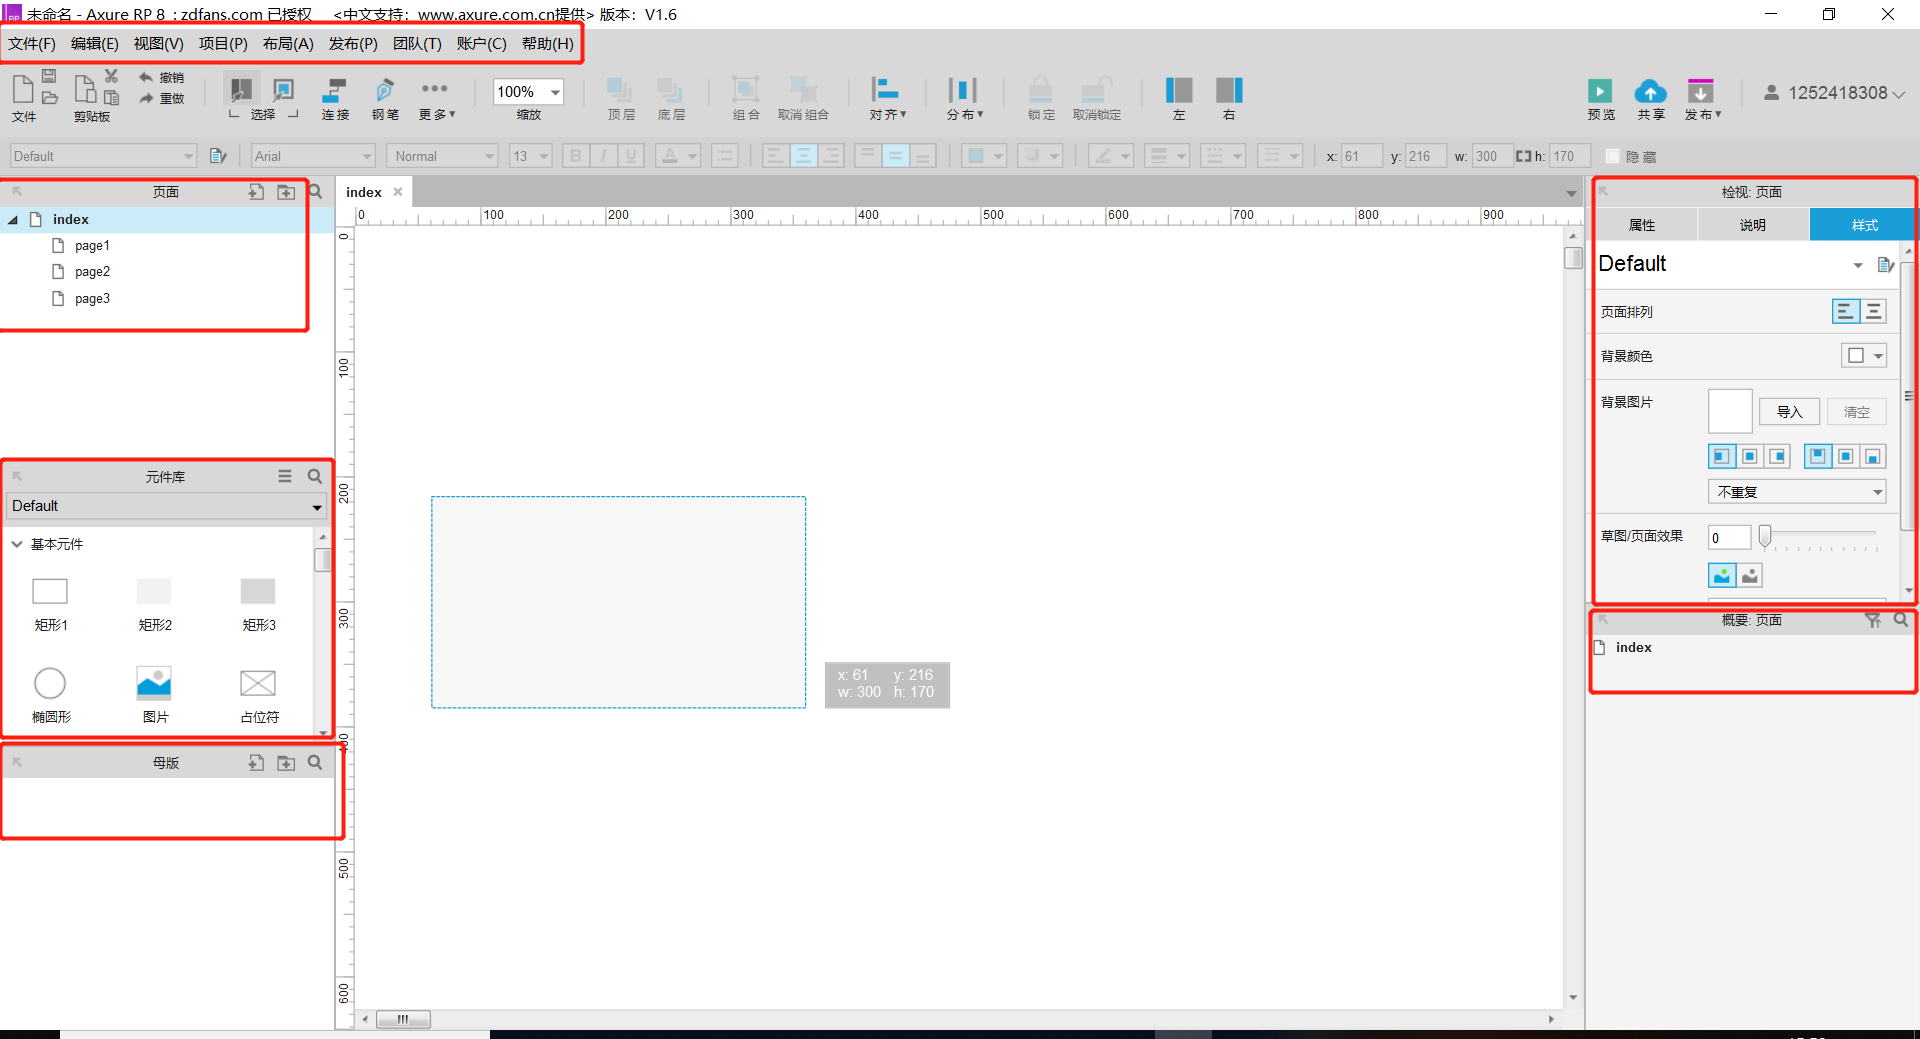 未命名 - Axure RP 8 : zdfans.com 已授权 <中文支持：www.axure.com.cn提供> 版本：V1.6
文件(F) 编辑(E) 视图(V) 项目(P) 布局(A) 发布(P) 团队(T) 账户(C) 帮助(H)
撤销
重做
100%
1252418308
文件 剪贴板 选择 连接 钢笔 更多▾ 缩放 顶层 底层 组合 取消组合 对齐▾ 分布▾ 锁定 取消锁定 左 右 预览 共享 发布▾
Default Arial Normal 13 B I U A x: 61 y: 216 w: 300 h: 170 隐藏
页面
index
page1
page2
page3
元件库
Default
基本元件
矩形1 矩形2 矩形3
椭圆形 图片 占位符
母版
index
0 100 200 300 400 500 600 700 800 900
0
100
200
300
400
500
600
x: 61 y: 216
w: 300 h: 170
检视: 页面
属性 说明 样式
Default
页面排列
背景颜色
背景图片 导入 清空
不重复
草图/页面效果 0
概要: 页面
index